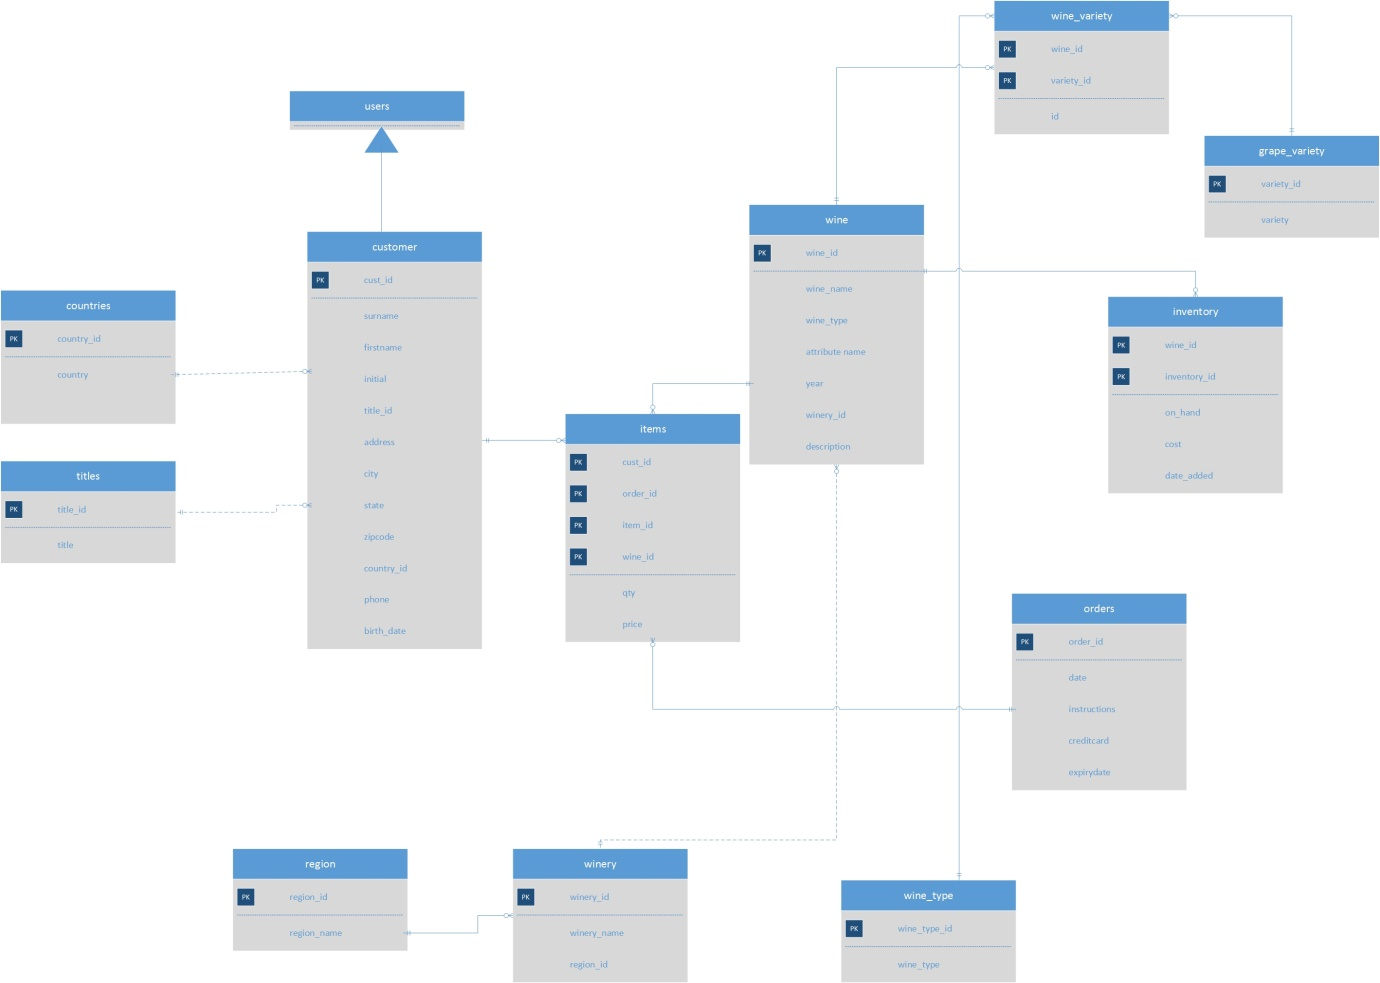 wine_variety
PK wine_id
PK variety_id
id
users
grape_variety
PK variety_id
variety
wine
PK wine_id
wine_name
wine_type
attribute name
year
winery_id
description
customer
PK cust_id
surname
firstname
initial
title_id
address
city
state
zipcode
country_id
phone
birth_date
countries
PK country_id
country
inventory
PK wine_id
PK inventory_id
on_hand
cost
date_added
items
PK cust_id
PK order_id
PK item_id
PK wine_id
qty
price
titles
PK title_id
title
orders
PK order_id
date
instructions
creditcard
expirydate
region
PK region_id
region_name
winery
PK winery_id
winery_name
region_id
wine_type
PK wine_type_id
wine_type